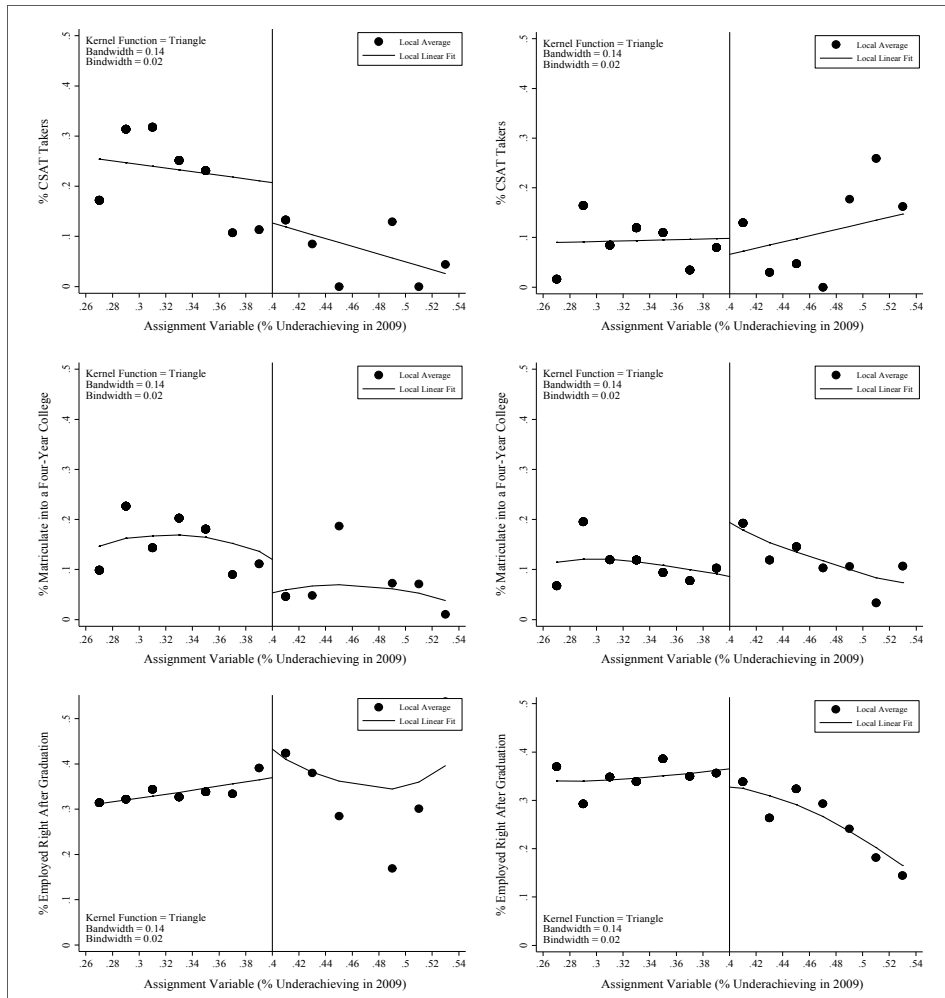 Kernel Function = Triangle
Bandwidth = 0.14
Bindwidth = 0.02
Local Average
Local Linear Fit
% CSAT Takers
.5
.4
.3
.2
.1
0
.26 .28 .3 .32 .34 .36 .38 .4 .42 .44 .46 .48 .5 .52 .54
Assignment Variable (% Underachieving in 2009)
Kernel Function = Triangle
Bandwidth = 0.14
Bindwidth = 0.02
Local Average
Local Linear Fit
% CSAT Takers
.5
.4
.3
.2
.1
0
.26 .28 .3 .32 .34 .36 .38 .4 .42 .44 .46 .48 .5 .52 .54
Assignment Variable (% Underachieving in 2009)
Kernel Function = Triangle
Bandwidth = 0.14
Bindwidth = 0.02
Local Average
Local Linear Fit
% Matriculate into a Four-Year College
.5
.4
.3
.2
.1
0
.26 .28 .3 .32 .34 .36 .38 .4 .42 .44 .46 .48 .5 .52 .54
Assignment Variable (% Underachieving in 2009)
Kernel Function = Triangle
Bandwidth = 0.14
Bindwidth = 0.02
Local Average
Local Linear Fit
% Matriculate into a Four-Year College
.5
.4
.3
.2
.1
0
.26 .28 .3 .32 .34 .36 .38 .4 .42 .44 .46 .48 .5 .52 .54
Assignment Variable (% Underachieving in 2009)
Local Average
Local Linear Fit
% Employed Right After Graduation
.5
.4
.3
.2
.1
0
Kernel Function = Triangle
Bandwidth = 0.14
Bindwidth = 0.02
.26 .28 .3 .32 .34 .36 .38 .4 .42 .44 .46 .48 .5 .52 .54
Assignment Variable (% Underachieving in 2009)
Local Average
Local Linear Fit
% Employed Right After Graduation
.5
.4
.3
.2
.1
0
Kernel Function = Triangle
Bandwidth = 0.14
Bindwidth = 0.02
.26 .28 .3 .32 .34 .36 .38 .4 .42 .44 .46 .48 .5 .52 .54
Assignment Variable (% Underachieving in 2009)